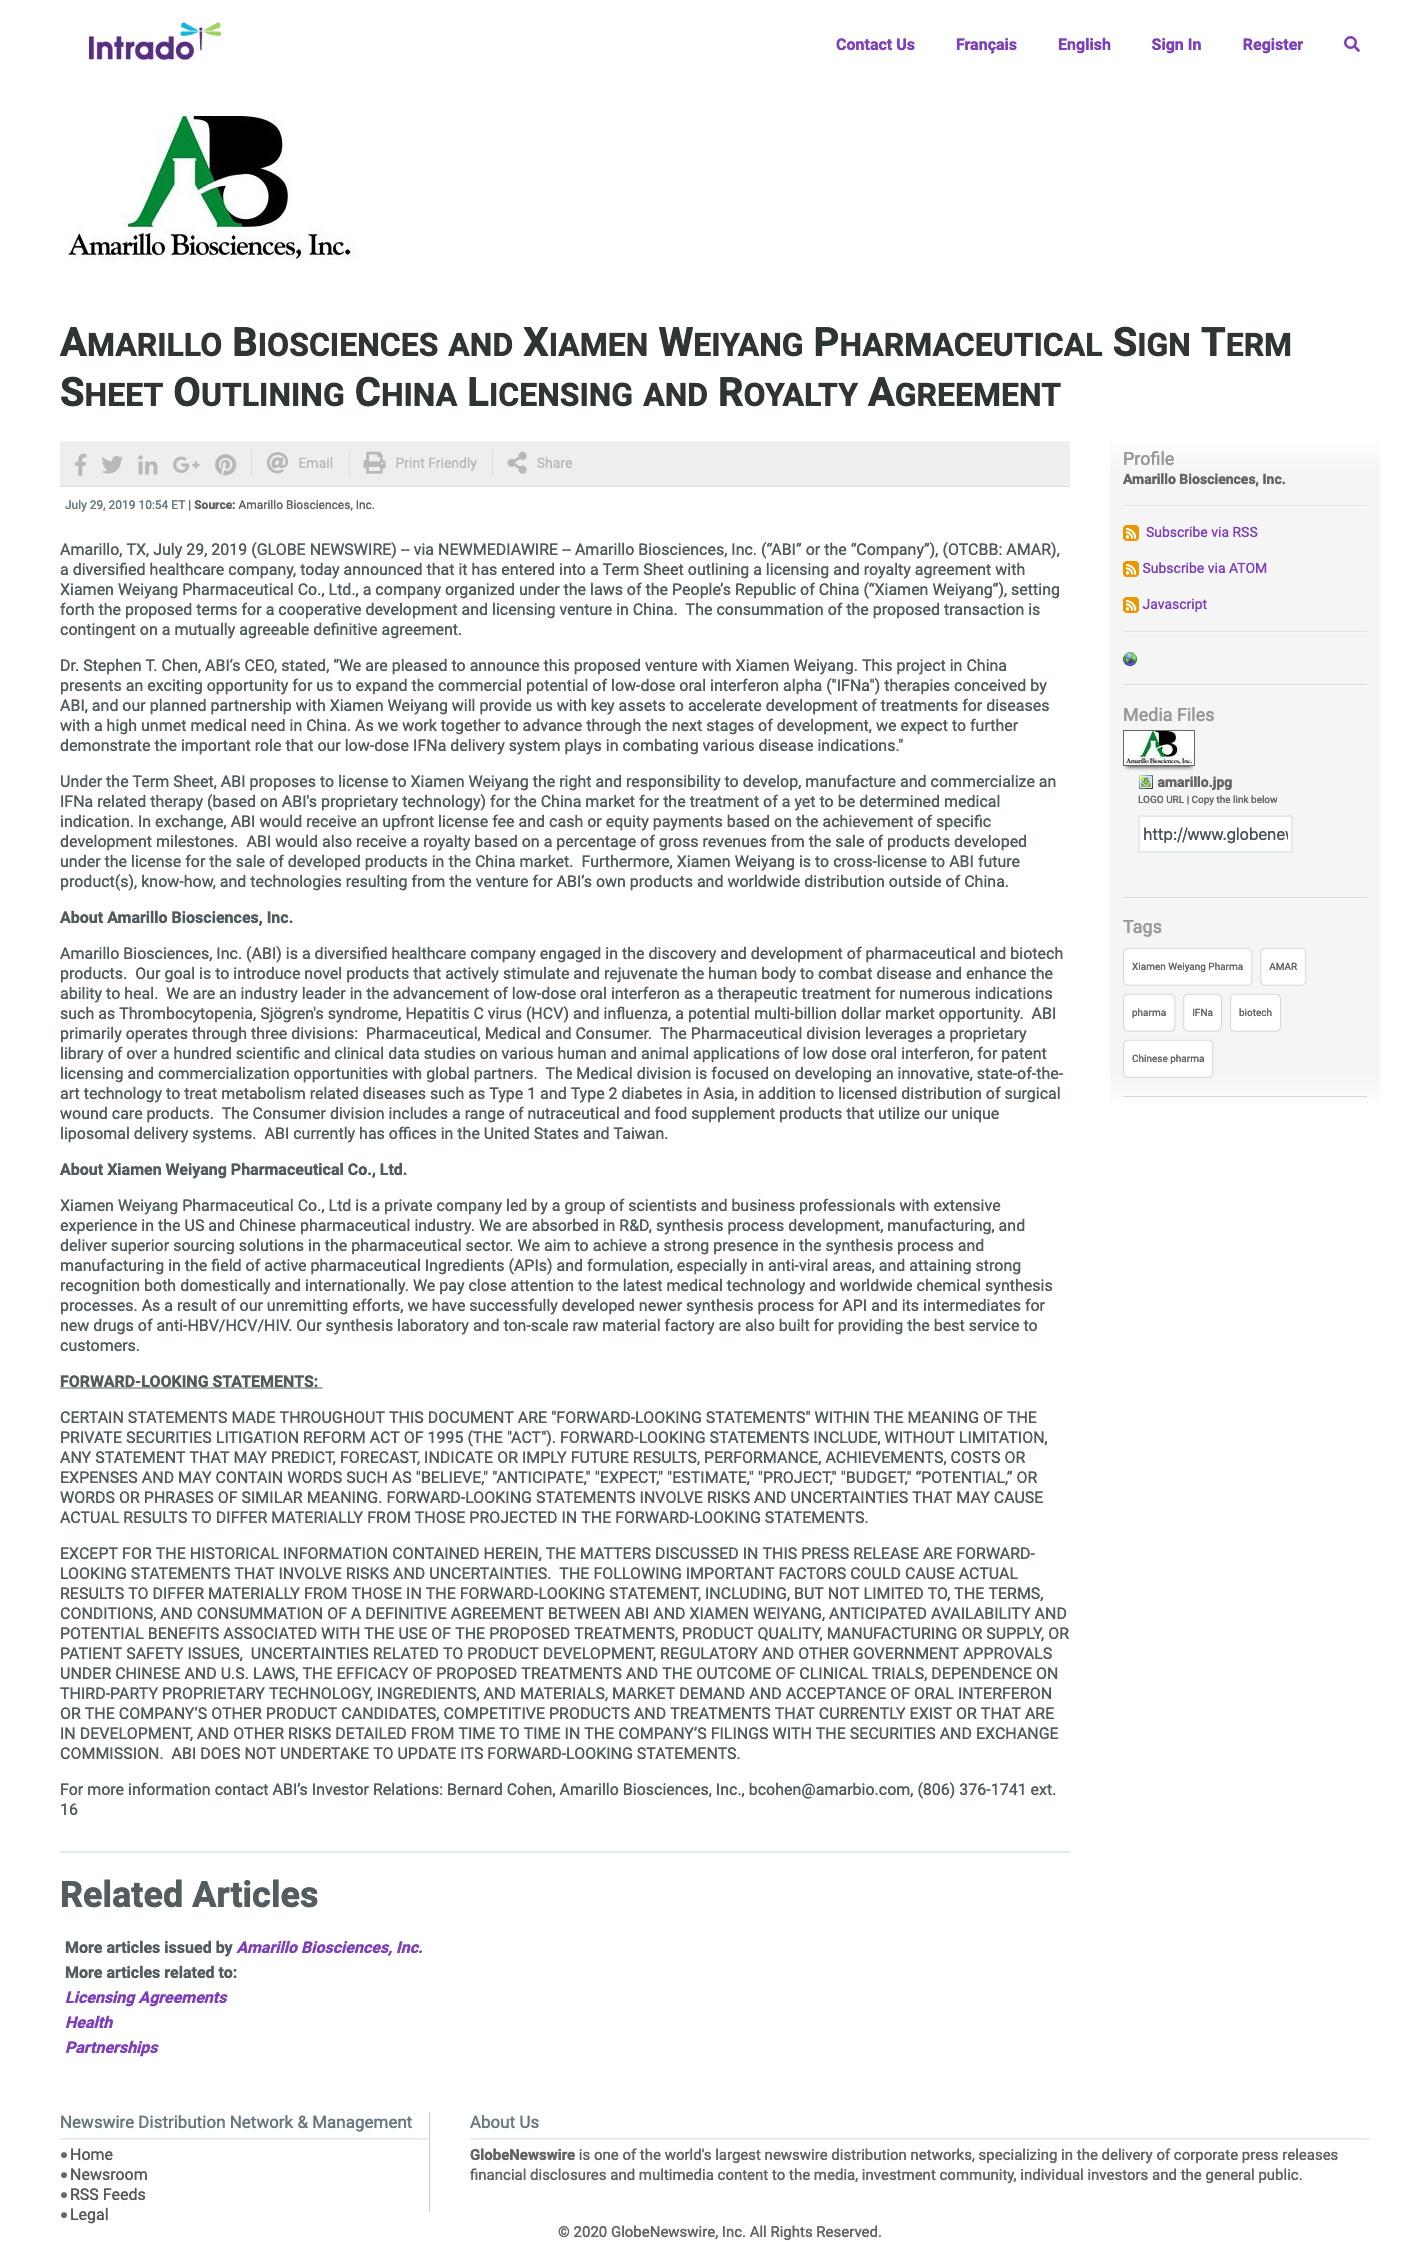 Intrado
Contact Us
Français
English
Sign In
Register
AB
Amarillo Biosciences, Inc.
AMARILLO BIOSCIENCES AND XIAMEN WEIYANG PHARMACEUTICAL SIGN TERM
SHEET OUTLINING CHINA LICENSING AND ROYALTY AGREEMENT
Email
Print Friendly
Share
July 29, 2019 10:54 ET | Source: Amarillo Biosciences, Inc.
Amarillo, TX, July 29, 2019 (GLOBE NEWSWIRE) -- via NEWMEDIAWIRE -- Amarillo Biosciences, Inc. (“ABI” or the “Company”), (OTCBB: AMAR),
a diversified healthcare company, today announced that it has entered into a Term Sheet outlining a licensing and royalty agreement with
Xiamen Weiyang Pharmaceutical Co., Ltd., a company organized under the laws of the People’s Republic of China (“Xiamen Weiyang”), setting
forth the proposed terms for a cooperative development and licensing venture in China.  The consummation of the proposed transaction is
contingent on a mutually agreeable definitive agreement.
Dr. Stephen T. Chen, ABI’s CEO, stated, “We are pleased to announce this proposed venture with Xiamen Weiyang. This project in China
presents an exciting opportunity for us to expand the commercial potential of low-dose oral interferon alpha ("IFNa") therapies conceived by
ABI, and our planned partnership with Xiamen Weiyang will provide us with key assets to accelerate development of treatments for diseases
with a high unmet medical need in China. As we work together to advance through the next stages of development, we expect to further
demonstrate the important role that our low-dose IFNa delivery system plays in combating various disease indications."
Under the Term Sheet, ABI proposes to license to Xiamen Weiyang the right and responsibility to develop, manufacture and commercialize an
IFNa related therapy (based on ABI's proprietary technology) for the China market for the treatment of a yet to be determined medical
indication. In exchange, ABI would receive an upfront license fee and cash or equity payments based on the achievement of specific
development milestones.  ABI would also receive a royalty based on a percentage of gross revenues from the sale of products developed
under the license for the sale of developed products in the China market.  Furthermore, Xiamen Weiyang is to cross-license to ABI future
product(s), know-how, and technologies resulting from the venture for ABI’s own products and worldwide distribution outside of China.
About Amarillo Biosciences, Inc.
Amarillo Biosciences, Inc. (ABI) is a diversified healthcare company engaged in the discovery and development of pharmaceutical and biotech
products.  Our goal is to introduce novel products that actively stimulate and rejuvenate the human body to combat disease and enhance the
ability to heal.  We are an industry leader in the advancement of low-dose oral interferon as a therapeutic treatment for numerous indications
such as Thrombocytopenia, Sjögren's syndrome, Hepatitis C virus (HCV) and influenza, a potential multi-billion dollar market opportunity.  ABI
primarily operates through three divisions:  Pharmaceutical, Medical and Consumer.  The Pharmaceutical division leverages a proprietary
library of over a hundred scientific and clinical data studies on various human and animal applications of low dose oral interferon, for patent
licensing and commercialization opportunities with global partners.  The Medical division is focused on developing an innovative, state-of-the-
art technology to treat metabolism related diseases such as Type 1 and Type 2 diabetes in Asia, in addition to licensed distribution of surgical
wound care products.  The Consumer division includes a range of nutraceutical and food supplement products that utilize our unique
liposomal delivery systems.  ABI currently has offices in the United States and Taiwan.
About Xiamen Weiyang Pharmaceutical Co., Ltd.
Xiamen Weiyang Pharmaceutical Co., Ltd is a private company led by a group of scientists and business professionals with extensive
experience in the US and Chinese pharmaceutical industry. We are absorbed in R&D, synthesis process development, manufacturing, and
deliver superior sourcing solutions in the pharmaceutical sector. We aim to achieve a strong presence in the synthesis process and
manufacturing in the field of active pharmaceutical Ingredients (APIs) and formulation, especially in anti-viral areas, and attaining strong
recognition both domestically and internationally. We pay close attention to the latest medical technology and worldwide chemical synthesis
processes. As a result of our unremitting efforts, we have successfully developed newer synthesis process for API and its intermediates for
new drugs of anti-HBV/HCV/HIV. Our synthesis laboratory and ton-scale raw material factory are also built for providing the best service to
customers.
FORWARD-LOOKING STATEMENTS:
CERTAIN STATEMENTS MADE THROUGHOUT THIS DOCUMENT ARE "FORWARD-LOOKING STATEMENTS" WITHIN THE MEANING OF THE
PRIVATE SECURITIES LITIGATION REFORM ACT OF 1995 (THE "ACT"). FORWARD-LOOKING STATEMENTS INCLUDE, WITHOUT LIMITATION,
ANY STATEMENT THAT MAY PREDICT, FORECAST, INDICATE OR IMPLY FUTURE RESULTS, PERFORMANCE, ACHIEVEMENTS, COSTS OR
EXPENSES AND MAY CONTAIN WORDS SUCH AS "BELIEVE," "ANTICIPATE," "EXPECT," "ESTIMATE," "PROJECT," "BUDGET," “POTENTIAL,” OR
WORDS OR PHRASES OF SIMILAR MEANING. FORWARD-LOOKING STATEMENTS INVOLVE RISKS AND UNCERTAINTIES THAT MAY CAUSE
ACTUAL RESULTS TO DIFFER MATERIALLY FROM THOSE PROJECTED IN THE FORWARD-LOOKING STATEMENTS.
EXCEPT FOR THE HISTORICAL INFORMATION CONTAINED HEREIN, THE MATTERS DISCUSSED IN THIS PRESS RELEASE ARE FORWARD-
LOOKING STATEMENTS THAT INVOLVE RISKS AND UNCERTAINTIES.  THE FOLLOWING IMPORTANT FACTORS COULD CAUSE ACTUAL
RESULTS TO DIFFER MATERIALLY FROM THOSE IN THE FORWARD-LOOKING STATEMENT, INCLUDING, BUT NOT LIMITED TO, THE TERMS,
CONDITIONS, AND CONSUMMATION OF A DEFINITIVE AGREEMENT BETWEEN ABI AND XIAMEN WEIYANG, ANTICIPATED AVAILABILITY AND
POTENTIAL BENEFITS ASSOCIATED WITH THE USE OF THE PROPOSED TREATMENTS, PRODUCT QUALITY, MANUFACTURING OR SUPPLY, OR
PATIENT SAFETY ISSUES,  UNCERTAINTIES RELATED TO PRODUCT DEVELOPMENT, REGULATORY AND OTHER GOVERNMENT APPROVALS
UNDER CHINESE AND U.S. LAWS, THE EFFICACY OF PROPOSED TREATMENTS AND THE OUTCOME OF CLINICAL TRIALS, DEPENDENCE ON
THIRD-PARTY PROPRIETARY TECHNOLOGY, INGREDIENTS, AND MATERIALS, MARKET DEMAND AND ACCEPTANCE OF ORAL INTERFERON
OR THE COMPANY’S OTHER PRODUCT CANDIDATES, COMPETITIVE PRODUCTS AND TREATMENTS THAT CURRENTLY EXIST OR THAT ARE
IN DEVELOPMENT, AND OTHER RISKS DETAILED FROM TIME TO TIME IN THE COMPANY’S FILINGS WITH THE SECURITIES AND EXCHANGE
COMMISSION.  ABI DOES NOT UNDERTAKE TO UPDATE ITS FORWARD-LOOKING STATEMENTS.
For more information contact ABI’s Investor Relations: Bernard Cohen, Amarillo Biosciences, Inc., bcohen@amarbio.com, (806) 376-1741 ext.
16
Profile
Amarillo Biosciences, Inc.
Subscribe via RSS
Subscribe via ATOM
Javascript
Media Files
AB
Amarillo Biosciences, Inc.
amarillo.jpg
LOGO URL | Copy the link below
http://www.globene
Tags
Xiamen Weiyang Pharma
AMAR
pharma
IFNa
biotech
Chinese pharma
Related Articles
More articles issued by Amarillo Biosciences, Inc.
More articles related to:
Licensing Agreements
Health
Partnerships
Newswire Distribution Network & Management
• Home
• Newsroom
• RSS Feeds
• Legal
About Us
GlobeNewswire is one of the world's largest newswire distribution networks, specializing in the delivery of corporate press releases
financial disclosures and multimedia content to the media, investment community, individual investors and the general public.
© 2020 GlobeNewswire, Inc. All Rights Reserved.